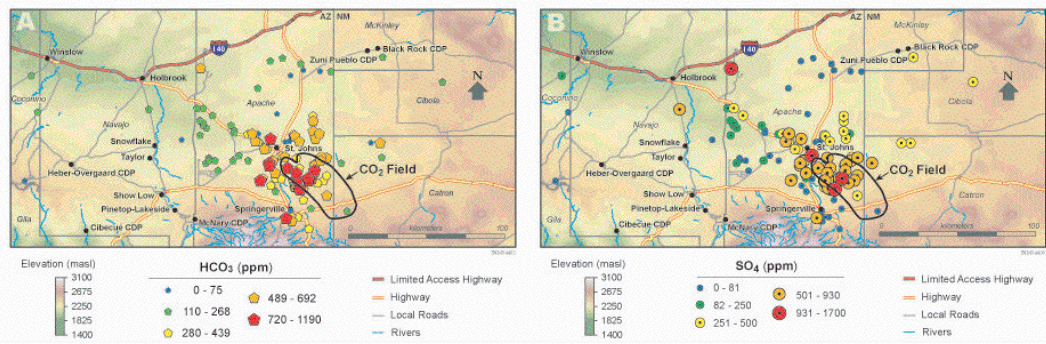 A
AZ NM
McKinley
Winslow
40
Black Rock CDP
Zuni Pueblo CDP
Holbrook
N
Coconino
Apache
Cibola
Navajo
Snowflake
St. Johns
Taylor
CO₂ Field
Heber-Overgaard CDP
Show Low
Catron
Pinetop-Lakeside
Springerville
Gila
McNary CDP
Cibecue CDP
0 kilometers 100
Elevation (masl)
3100
2675
2250
1825
1400
HCO₃ (ppm)
0 - 75
110 - 268
280 - 439
489 - 692
720 - 1190
Limited Access Highway
Highway
Local Roads
Rivers
B
AZ NM
McKinley
Winslow
40
Black Rock CDP
Zuni Pueblo CDP
Holbrook
N
Coconino
Apache
Cibola
Navajo
Snowflake
St. Johns
Taylor
CO₂ Field
Heber-Overgaard CDP
Show Low
Catron
Pinetop-Lakeside
Springerville
Gila
McNary CDP
Cibecue CDP
0 kilometers 100
Elevation (masl)
3100
2675
2250
1825
1400
SO₄ (ppm)
0 - 81
82 - 250
251 - 500
501 - 930
931 - 1700
Limited Access Highway
Highway
Local Roads
Rivers